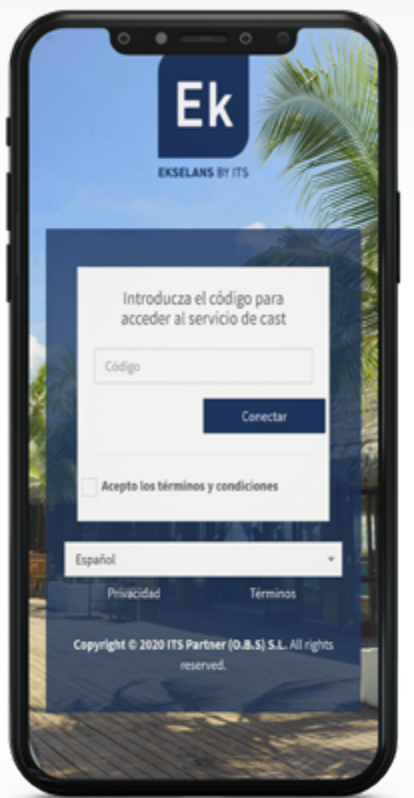 Ek
EKSELANS BY ITS
Introduzca el código para
acceder al servicio de cast
Código
Conectar
Acepto los términos y condiciones
Español
Privacidad
Términos
Copyright © 2020 ITS Partner (O.B.S) S.L. All rights
reserved.